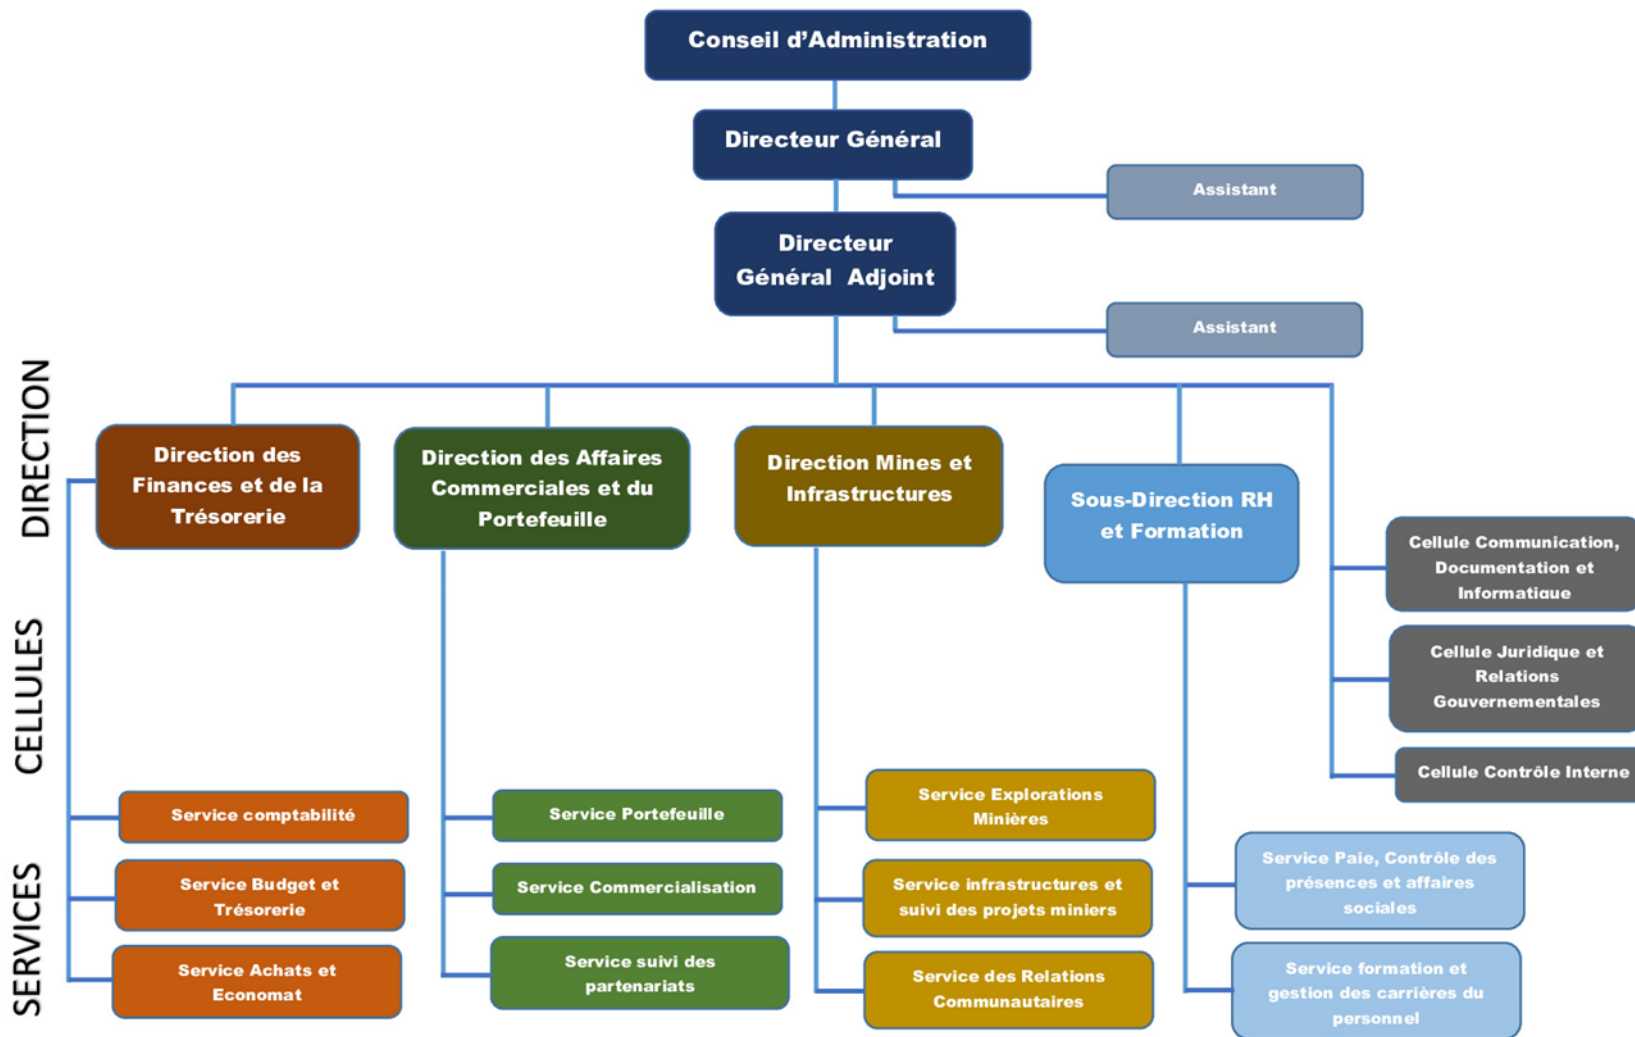 Conseil d’Administration
Directeur Général
Assistant
Directeur
Général Adjoint
Assistant
DIRECTION
CELLULES
SERVICES
Direction des
Finances et de la
Trésorerie
Direction des Affaires
Commerciales et du
Portefeuille
Direction Mines et
Infrastructures
Sous-Direction RH
et Formation
Cellule Communication,
Documentation et
Informatique
Cellule Juridique et
Relations
Gouvernementales
Cellule Contrôle Interne
Service comptabilité
Service Budget et
Trésorerie
Service Achats et
Economat
Service Portefeuille
Service Commercialisation
Service suivi des
partenariats
Service Explorations
Minières
Service infrastructures et
suivi des projets miniers
Service des Relations
Communautaires
Service Paie, Contrôle des
présences et affaires
sociales
Service formation et
gestion des carrières du
personnel